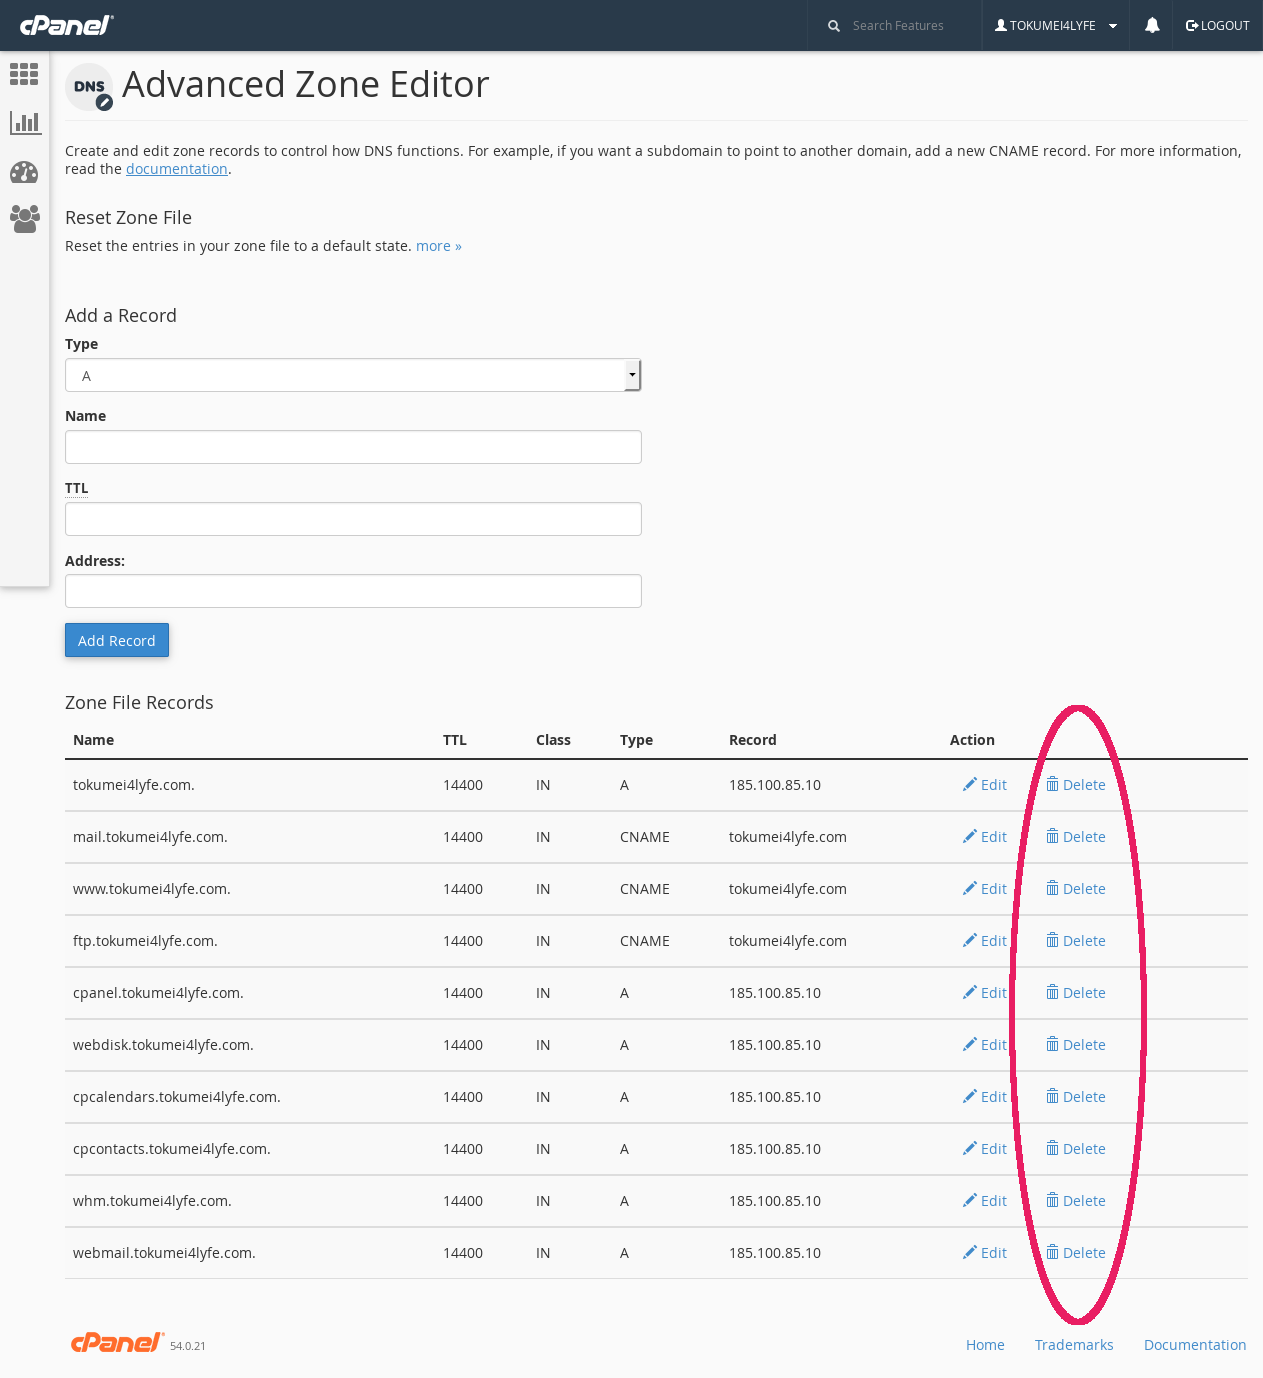 cPanel®
Search Features
TOKUMEI4LYFE
LOGOUT
DNS
Advanced Zone Editor
Create and edit zone records to control how DNS functions. For example, if you want a subdomain to point to another domain, add a new CNAME record. For more information,
read the documentation.
Reset Zone File
Reset the entries in your zone file to a default state. more »
Add a Record
Type
A
Name
TTL
Address:
Add Record
Zone File Records
Name TTL Class Type Record Action
tokumei4lyfe.com. 14400 IN A 185.100.85.10 Edit Delete
mail.tokumei4lyfe.com. 14400 IN CNAME tokumei4lyfe.com Edit Delete
www.tokumei4lyfe.com. 14400 IN CNAME tokumei4lyfe.com Edit Delete
ftp.tokumei4lyfe.com. 14400 IN CNAME tokumei4lyfe.com Edit Delete
cpanel.tokumei4lyfe.com. 14400 IN A 185.100.85.10 Edit Delete
webdisk.tokumei4lyfe.com. 14400 IN A 185.100.85.10 Edit Delete
cpcalendars.tokumei4lyfe.com. 14400 IN A 185.100.85.10 Edit Delete
cpcontacts.tokumei4lyfe.com. 14400 IN A 185.100.85.10 Edit Delete
whm.tokumei4lyfe.com. 14400 IN A 185.100.85.10 Edit Delete
webmail.tokumei4lyfe.com. 14400 IN A 185.100.85.10 Edit Delete
cPanel® 54.0.21 Home Trademarks Documentation